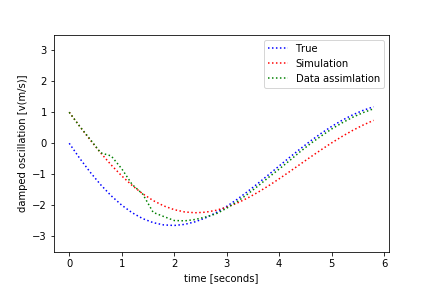 3
2
1
0
−1
−2
−3
damped oscillation [v(m/s)]
True
Simulation
Data assimlation
0 1 2 3 4 5 6
time [seconds]